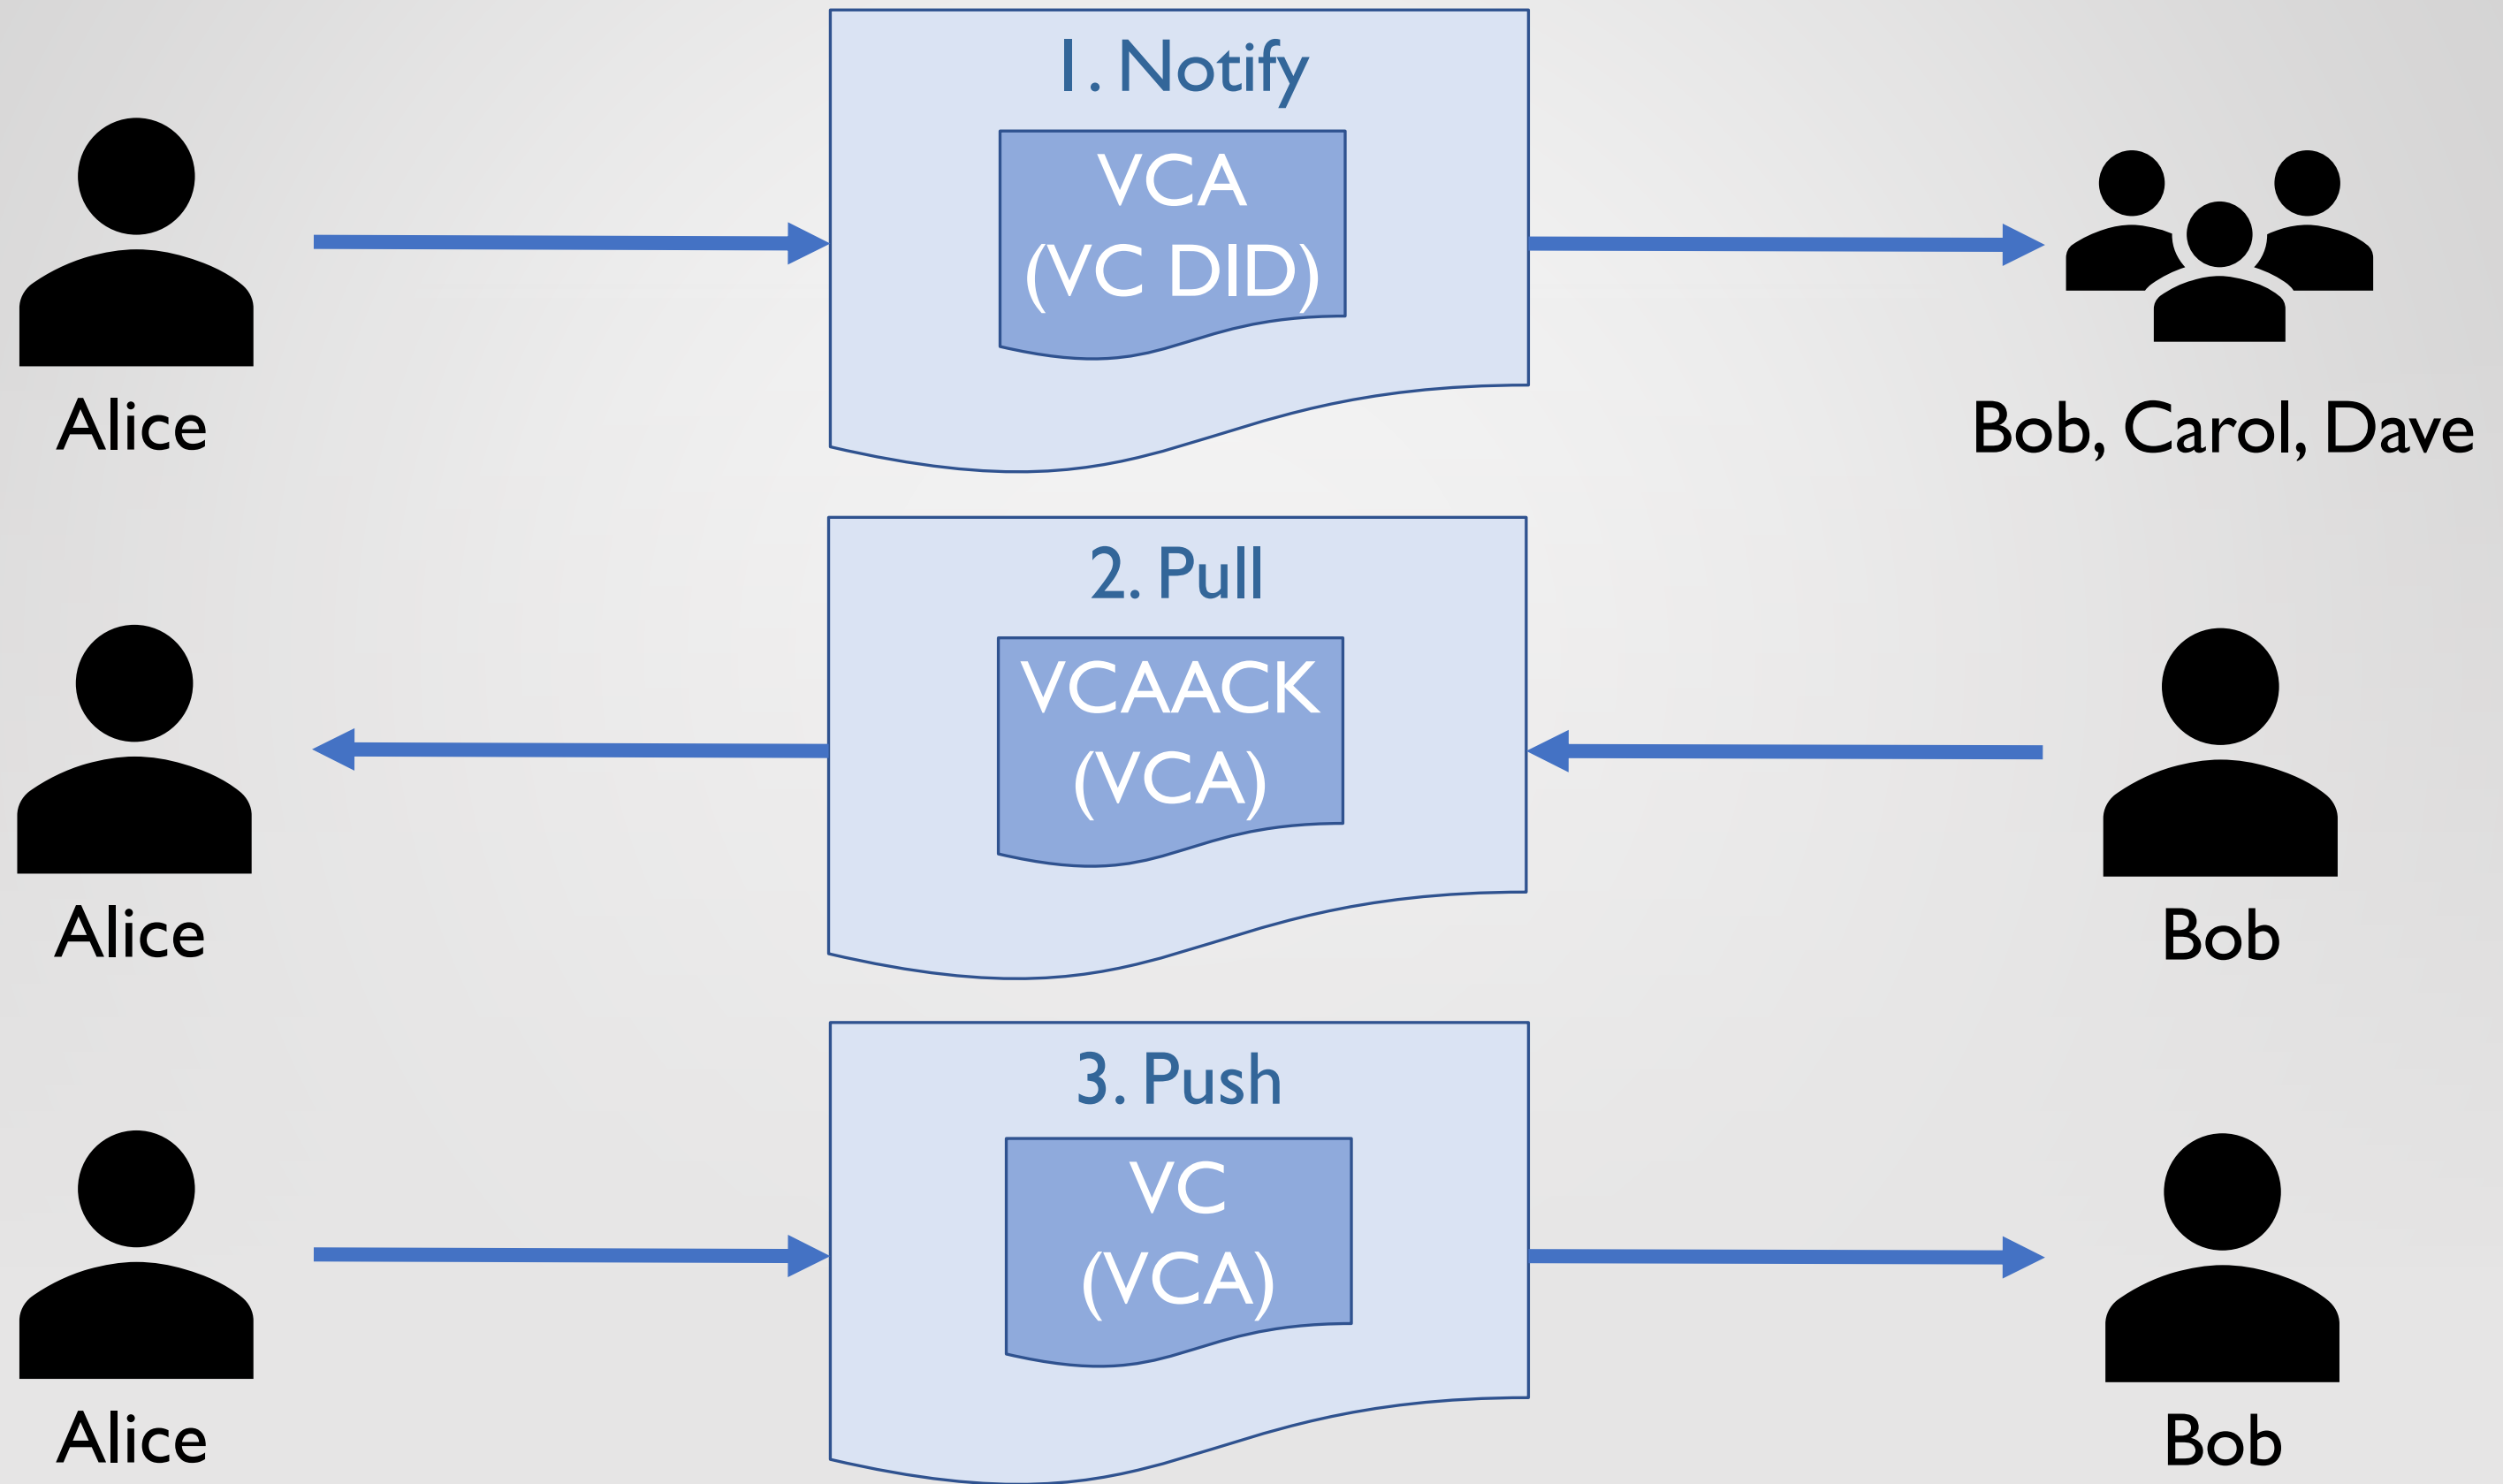 1. Notify
VCA
(VC DID)
Alice
Bob, Carol, Dave
2. Pull
VCAACK
(VCA)
Alice
Bob
3. Push
VC
(VCA)
Alice
Bob